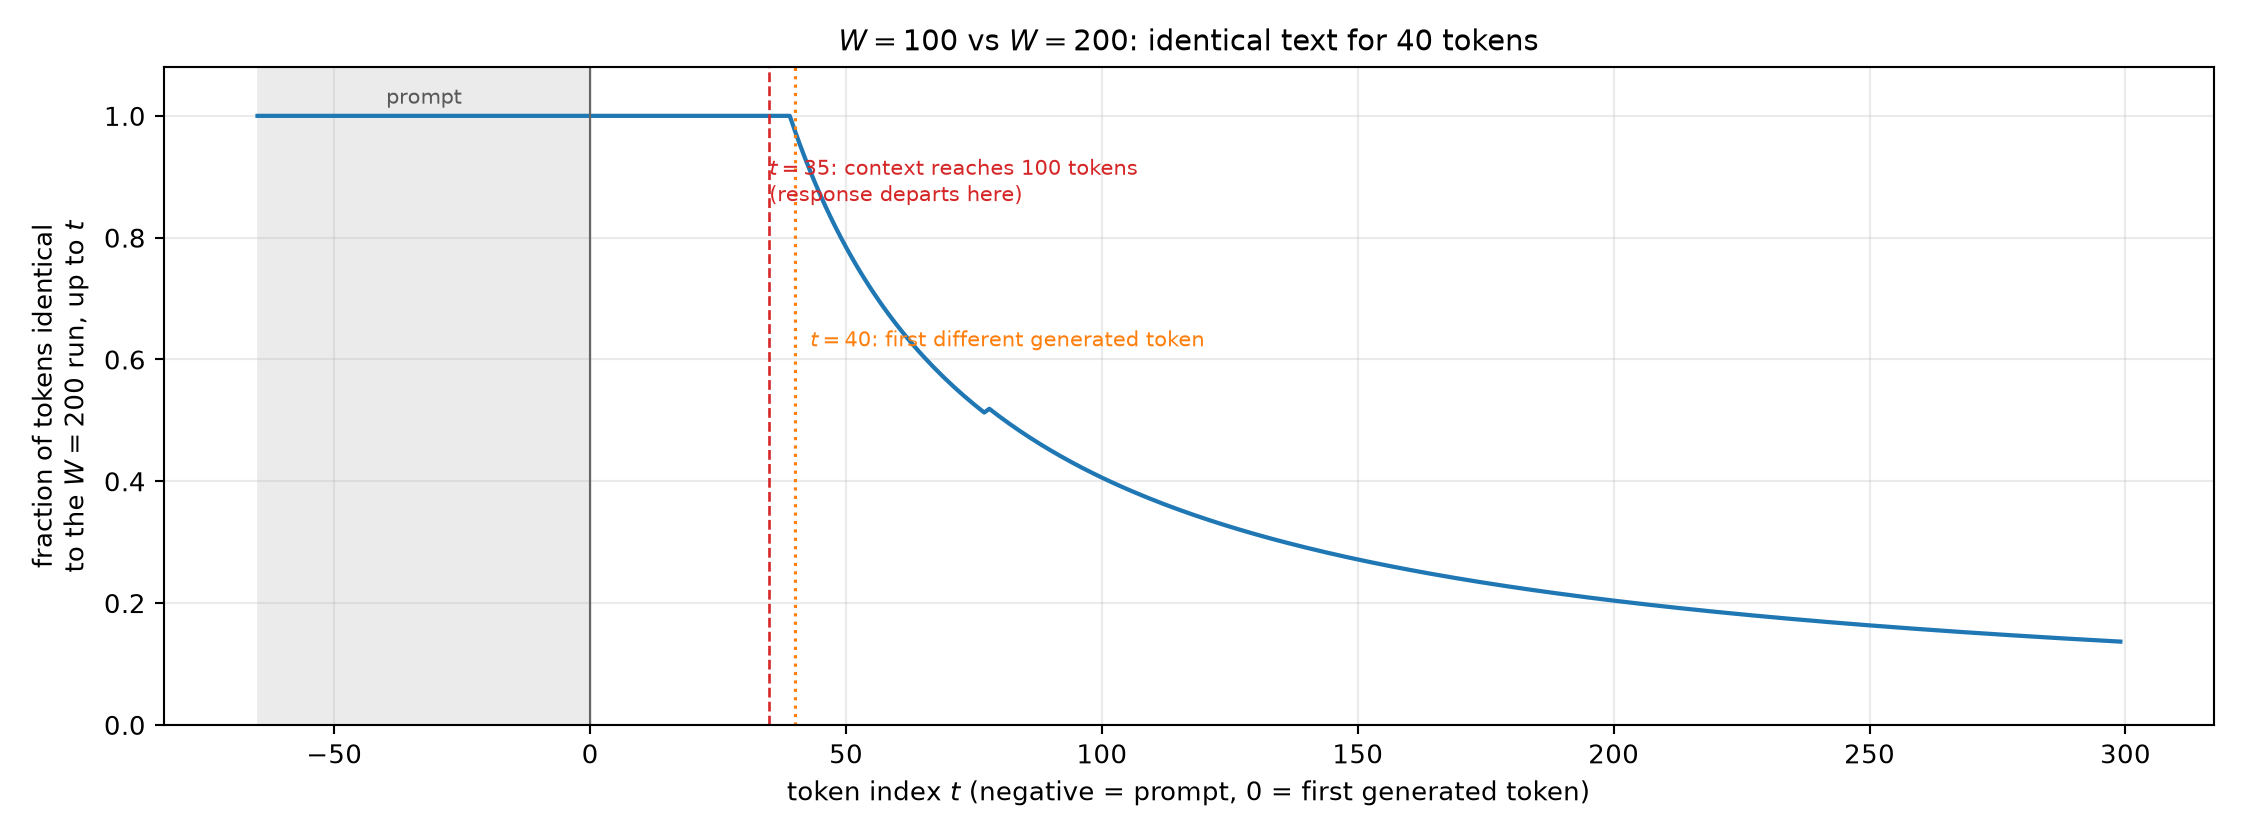 W = 100 vs W = 200: identical text for 40 tokens
prompt
t = 35: context reaches 100 tokens
(response departs here)
t = 40: first different generated token
fraction of tokens identical
to the W = 200 run, up to t
1.0
0.8
0.6
0.4
0.2
0.0
−50
0
50
100
150
200
250
300
token index t (negative = prompt, 0 = first generated token)